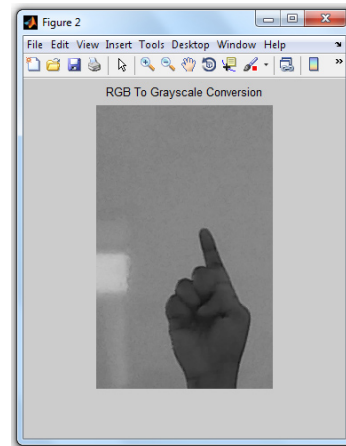 Figure 2
File Edit View Insert Tools Desktop Window Help
RGB To Grayscale Conversion